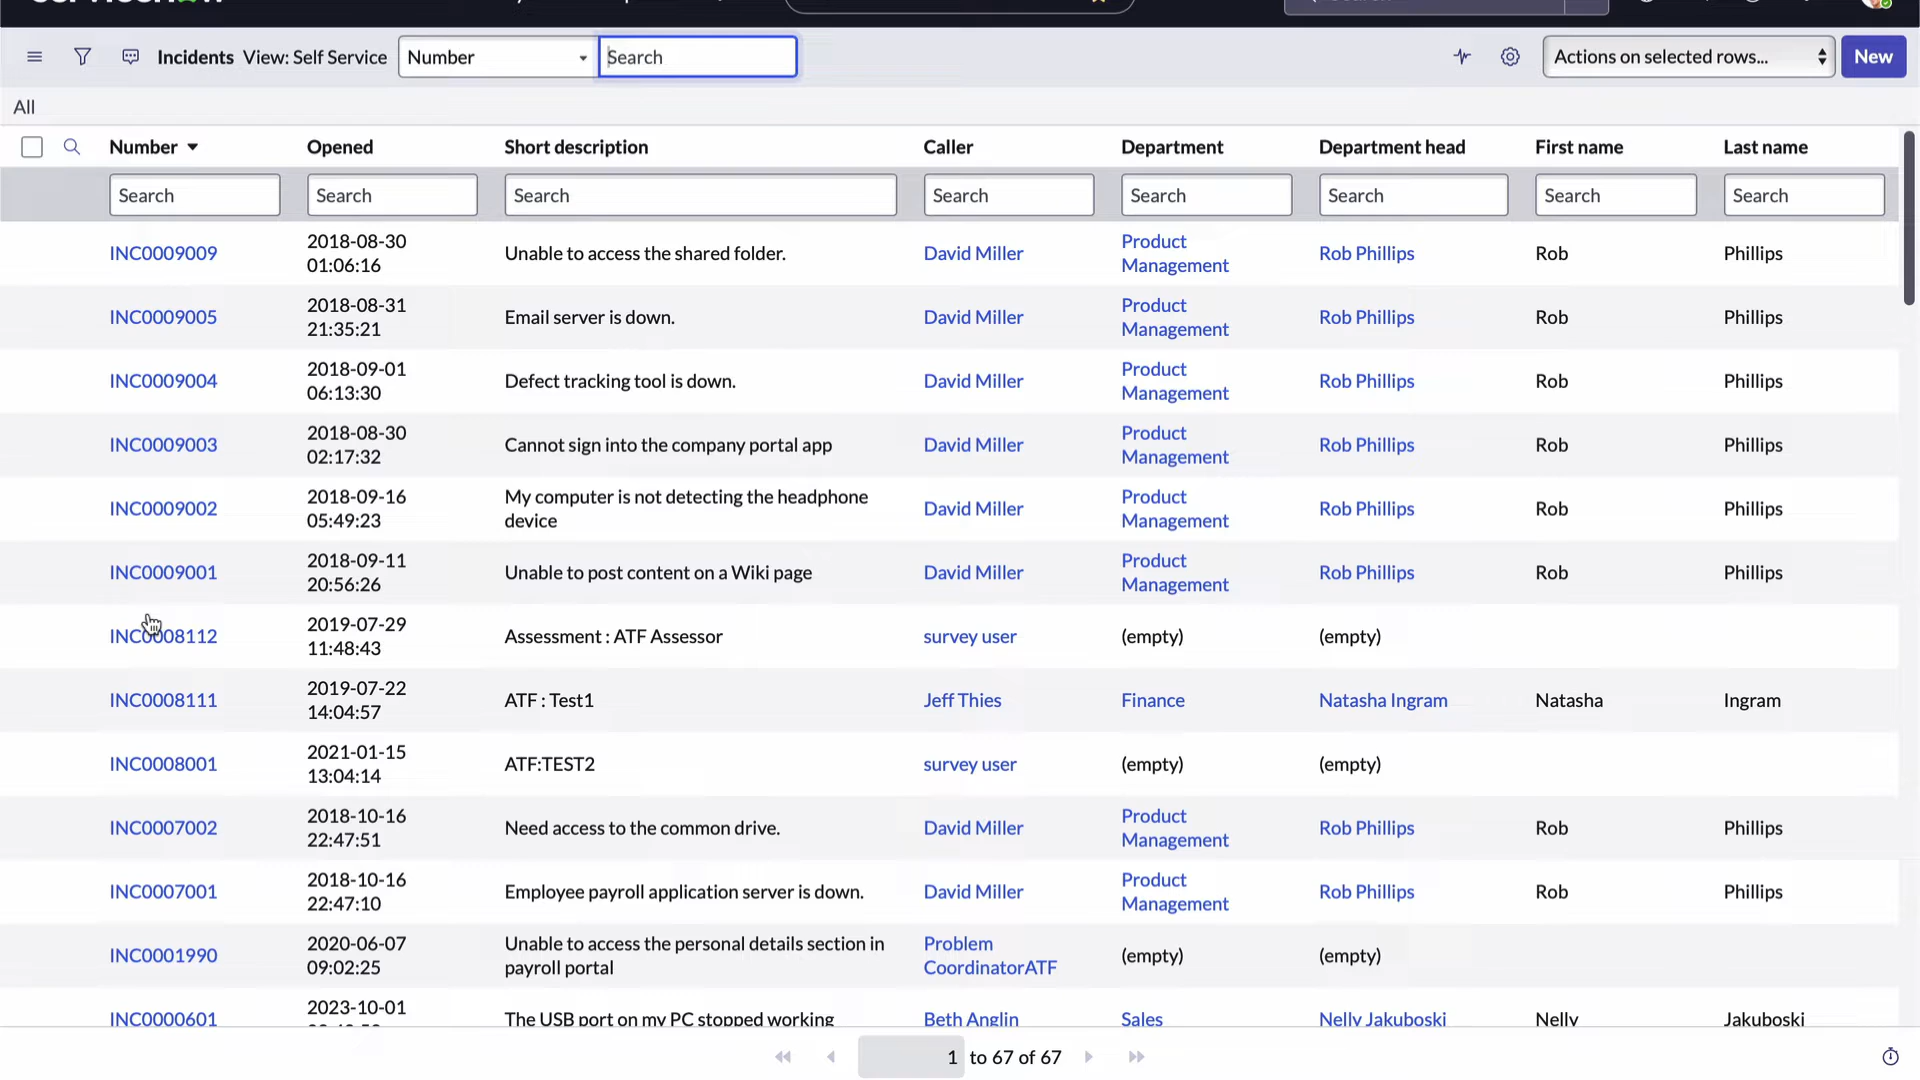 Incidents View: Self Service Number Search Actions on selected rows... New
All
Number Opened Short description Caller Department Department head First name Last name
Search Search Search Search Search Search Search Search
INC0009009 2018-08-30 01:06:16 Unable to access the shared folder. David Miller Product Management Rob Phillips Rob Phillips
INC0009005 2018-08-31 21:35:21 Email server is down. David Miller Product Management Rob Phillips Rob Phillips
INC0009004 2018-09-01 06:13:30 Defect tracking tool is down. David Miller Product Management Rob Phillips Rob Phillips
INC0009003 2018-08-30 02:17:32 Cannot sign into the company portal app David Miller Product Management Rob Phillips Rob Phillips
INC0009002 2018-09-16 05:49:23 My computer is not detecting the headphone device David Miller Product Management Rob Phillips Rob Phillips
INC0009001 2018-09-11 20:56:26 Unable to post content on a Wiki page David Miller Product Management Rob Phillips Rob Phillips
INC0008112 2019-07-29 11:48:43 Assessment : ATF Assessor survey user (empty) (empty)
INC0008111 2019-07-22 14:04:57 ATF : Test1 Jeff Thies Finance Natasha Ingram Natasha Ingram
INC0008001 2021-01-15 13:04:14 ATF:TEST2 survey user (empty) (empty)
INC0007002 2018-10-16 22:47:51 Need access to the common drive. David Miller Product Management Rob Phillips Rob Phillips
INC0007001 2018-10-16 22:47:10 Employee payroll application server is down. David Miller Product Management Rob Phillips Rob Phillips
INC0001990 2020-06-07 09:02:25 Unable to access the personal details section in payroll portal Problem CoordinatorATF (empty) (empty)
INC0000601 2023-10-01 The USB port on my PC stopped working Beth Anglin Sales Nelly Jakuboski Nelly Jakuboski
1 to 67 of 67